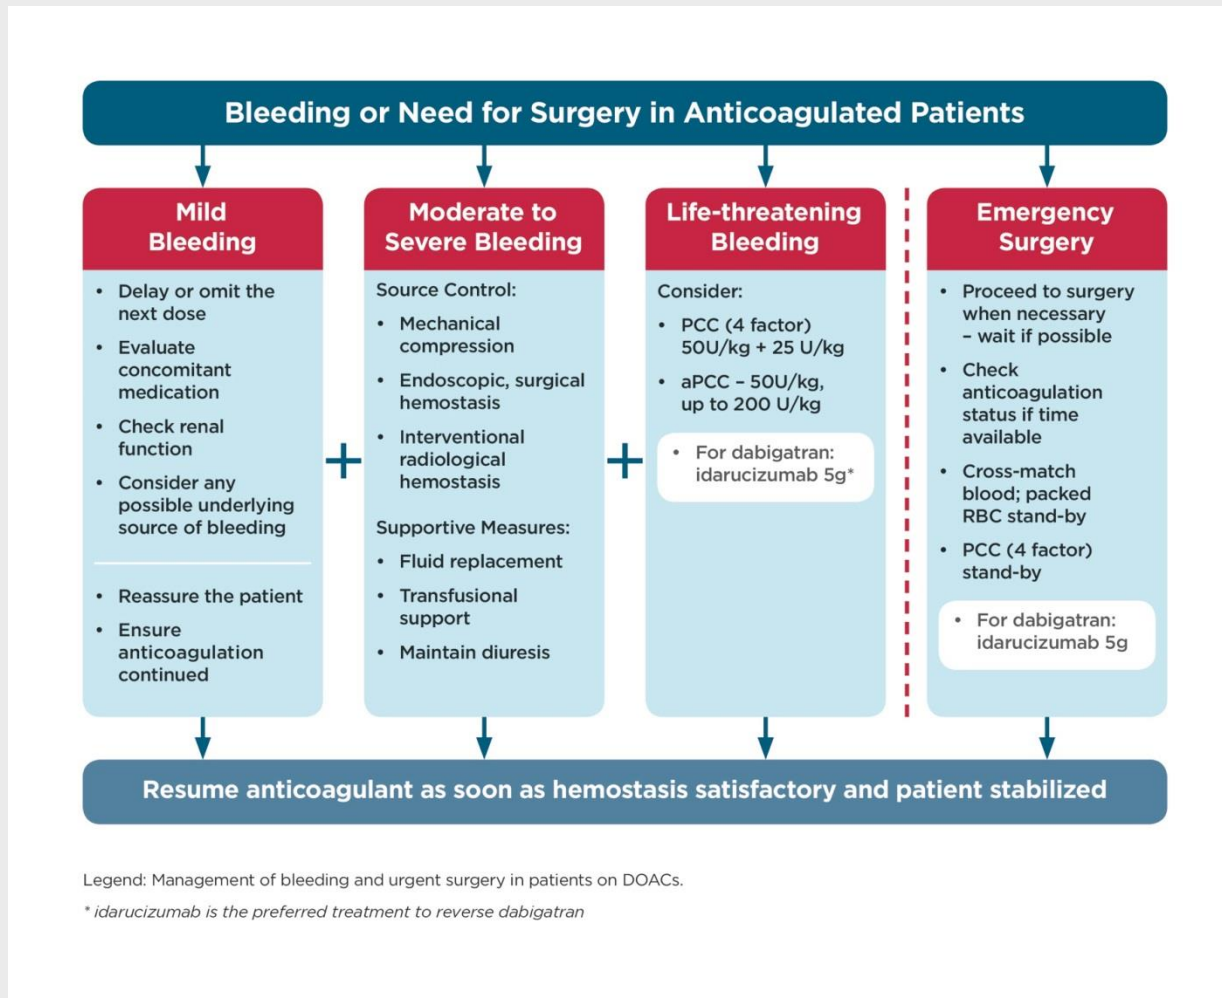 Bleeding or Need for Surgery in Anticoagulated Patients
Mild
Bleeding
• Delay or omit the
next dose
• Evaluate
concomitant
medication
• Check renal
function
• Consider any
possible underlying
source of bleeding
• Reassure the patient
• Ensure
anticoagulation
continued
+
Moderate to
Severe Bleeding
Source Control:
• Mechanical
compression
• Endoscopic, surgical
hemostasis
• Interventional
radiological
hemostasis
Supportive Measures:
• Fluid replacement
• Transfusional
support
• Maintain diuresis
+
Life-threatening
Bleeding
Consider:
• PCC (4 factor)
50U/kg + 25 U/kg
• aPCC – 50U/kg,
up to 200 U/kg
• For dabigatran:
idarucizumab 5g*
Emergency
Surgery
• Proceed to surgery
when necessary
– wait if possible
• Check
anticoagulation
status if time
available
• Cross-match
blood; packed
RBC stand-by
• PCC (4 factor)
stand-by
• For dabigatran:
idarucizumab 5g
Resume anticoagulant as soon as hemostasis satisfactory and patient stabilized
Legend: Management of bleeding and urgent surgery in patients on DOACs.
* idarucizumab is the preferred treatment to reverse dabigatran